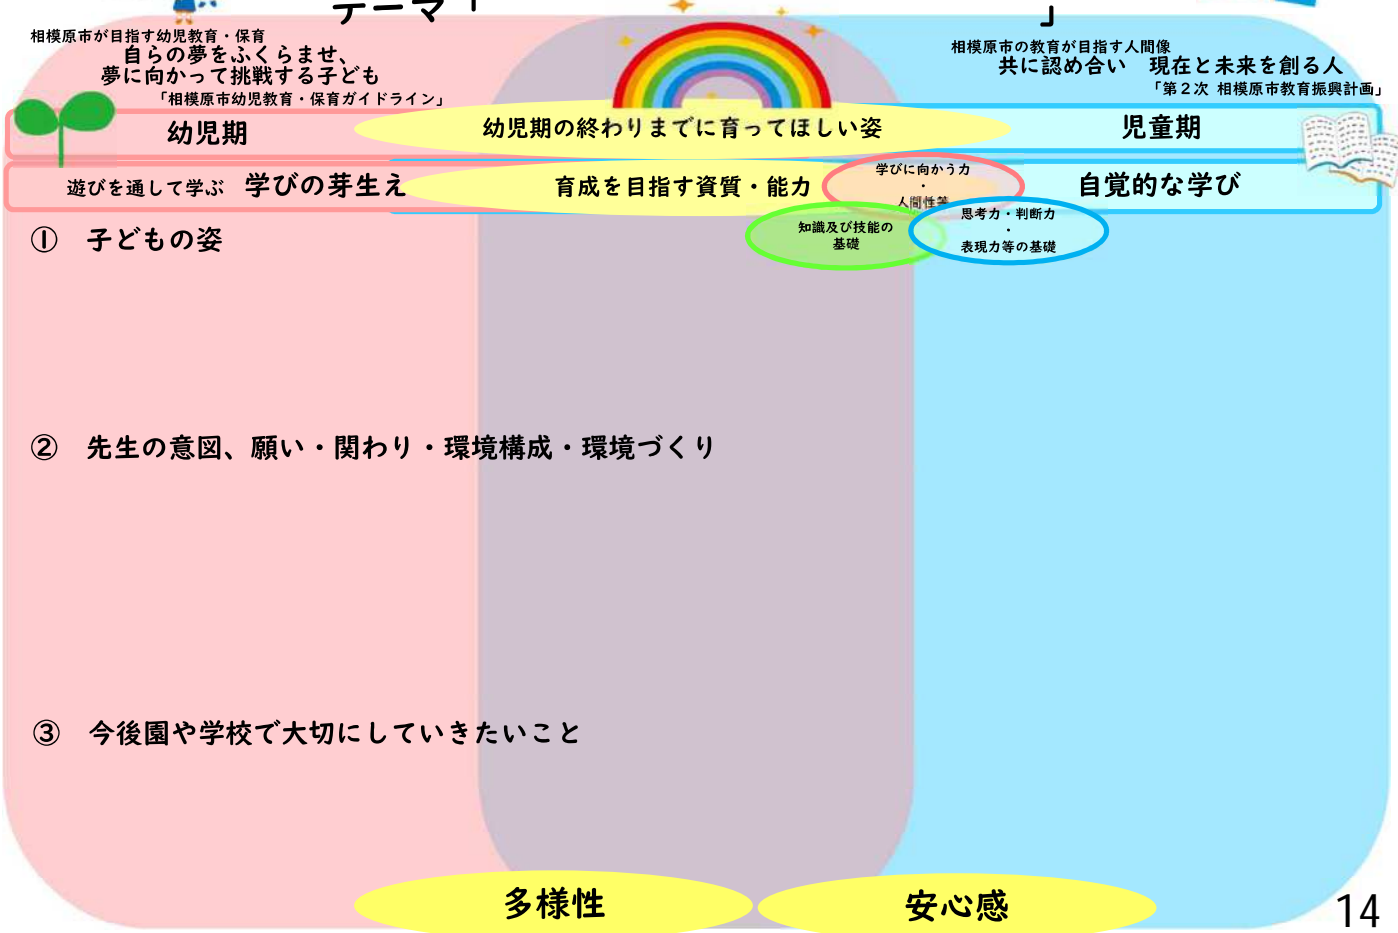 テーマ「
」
相模原市が目指す幼児教育・保育
自らの夢をふくらませ、
夢に向かって挑戦する子ども
「相模原市幼児教育・保育ガイドライン」
相模原市の教育が目指す人間像
共に認め合い　現在と未来を創る人
「第２次 相模原市教育振興計画」
幼児期
幼児期の終わりまでに育ってほしい姿
児童期
遊びを通して学ぶ　学びの芽生え
育成を目指す資質・能力
学びに向かう力
・
人間性等
自覚的な学び
知識及び技能の
基礎
思考力・判断力
・
表現力等の基礎
①　子どもの姿
②　先生の意図、願い・関わり・環境構成・環境づくり
③　今後園や学校で大切にしていきたいこと
多様性
安心感
14